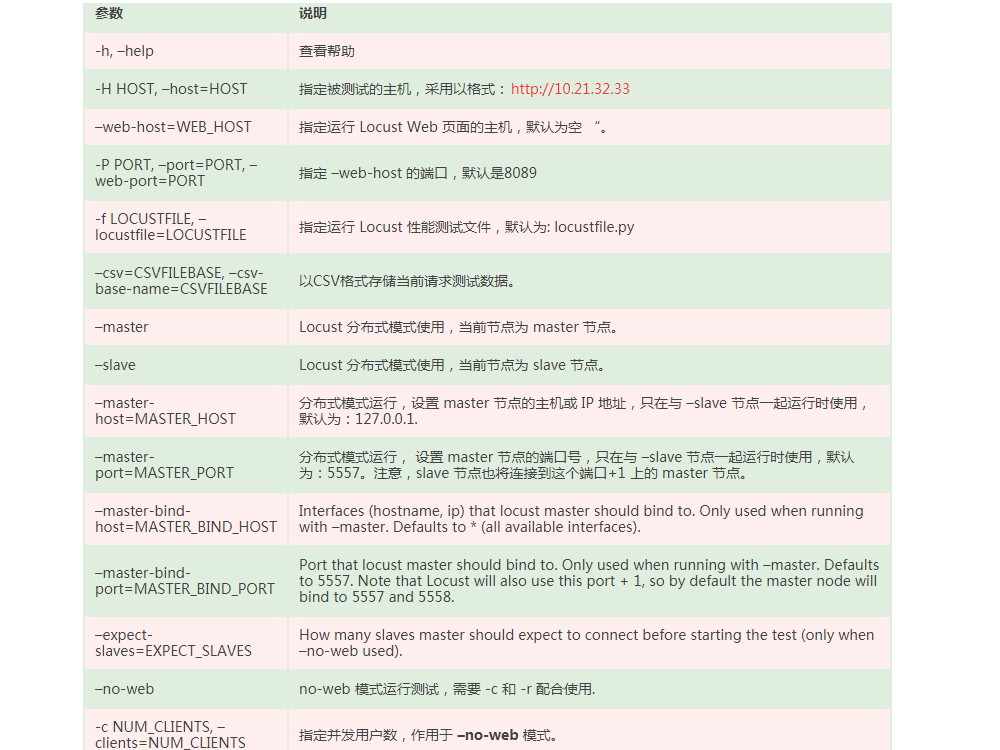 参数 说明
-h, –help 查看帮助
-H HOST, –host=HOST 指定被测试的主机，采用以格式：http://10.21.32.33
–web-host=WEB_HOST 指定运行 Locust Web 页面的主机，默认为空 “。
-P PORT, –port=PORT, –
web-port=PORT
指定 –web-host 的端口，默认是8089
-f LOCUSTFILE, –
locustfile=LOCUSTFILE
指定运行 Locust 性能测试文件，默认为: locustfile.py
–csv=CSVFILEBASE, –csv-
base-name=CSVFILEBASE
以CSV格式存储当前请求测试数据。
–master Locust 分布式模式使用，当前节点为 master 节点。
–slave Locust 分布式模式使用，当前节点为 slave 节点。
–master-
host=MASTER_HOST
分布式模式运行，设置 master 节点的主机或 IP 地址，只在与 –slave 节点一起运行时使用，
默认为：127.0.0.1.
–master-
port=MASTER_PORT
分布式模式运行， 设置 master 节点的端口号，只在与 –slave 节点一起运行时使用，默认
为：5557。注意，slave 节点也将连接到这个端口+1 上的 master 节点。
–master-bind-
host=MASTER_BIND_HOST
Interfaces (hostname, ip) that locust master should bind to. Only used when running
with –master. Defaults to * (all available interfaces).
–master-bind-
port=MASTER_BIND_PORT
Port that locust master should bind to. Only used when running with –master. Defaults
to 5557. Note that Locust will also use this port + 1, so by default the master node will
bind to 5557 and 5558.
–expect-
slaves=EXPECT_SLAVES
How many slaves master should expect to connect before starting the test (only when
–no-web used).
–no-web no-web 模式运行测试，需要 -c 和 -r 配合使用.
-c NUM_CLIENTS, –
clients=NUM_CLIENTS
指定并发用户数，作用于 –no-web 模式。